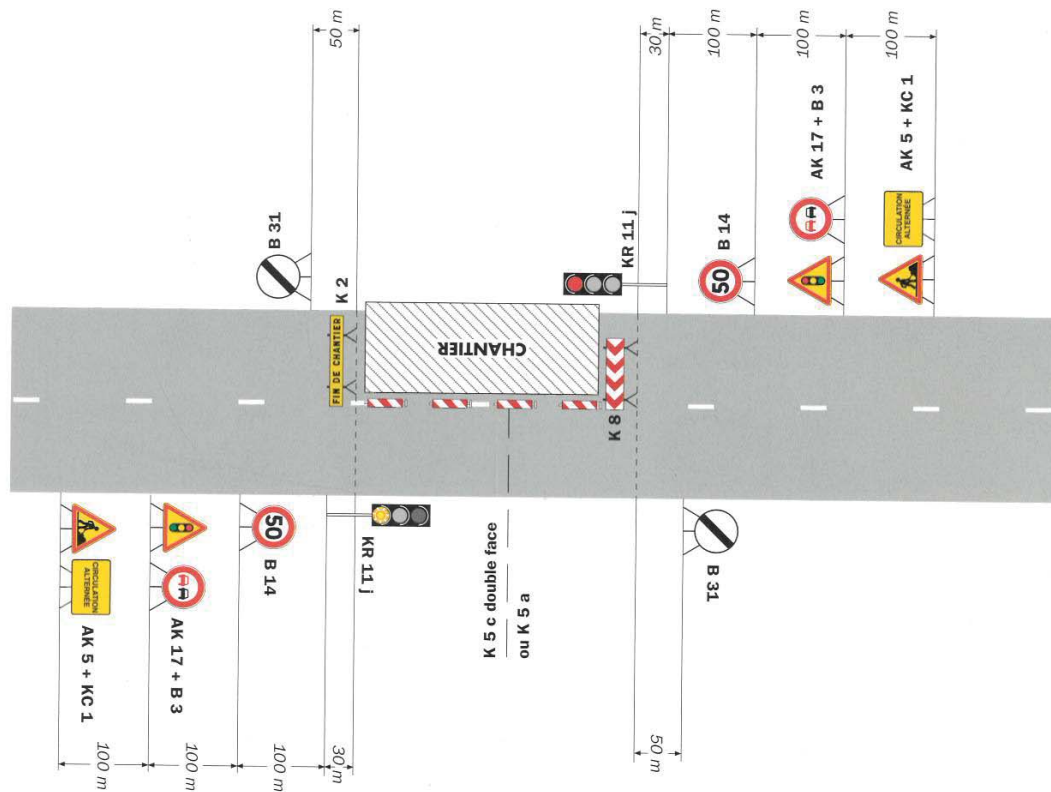 50 m
30 m
100 m
100 m
100 m
B 31
K 2
FIN DE CHANTIER
CHANTIER
KR 11 j
B 14
50
AK 17 + B 3
AK 5 + KC 1
CIRCULATION
ALTERNÉE
K 8
K 5 c double face
ou K 5 a
CIRCULATION
ALTERNÉE
AK 5 + KC 1
AK 17 + B 3
50
B 14
KR 11 j
B 31
100 m
100 m
100 m
30 m
50 m